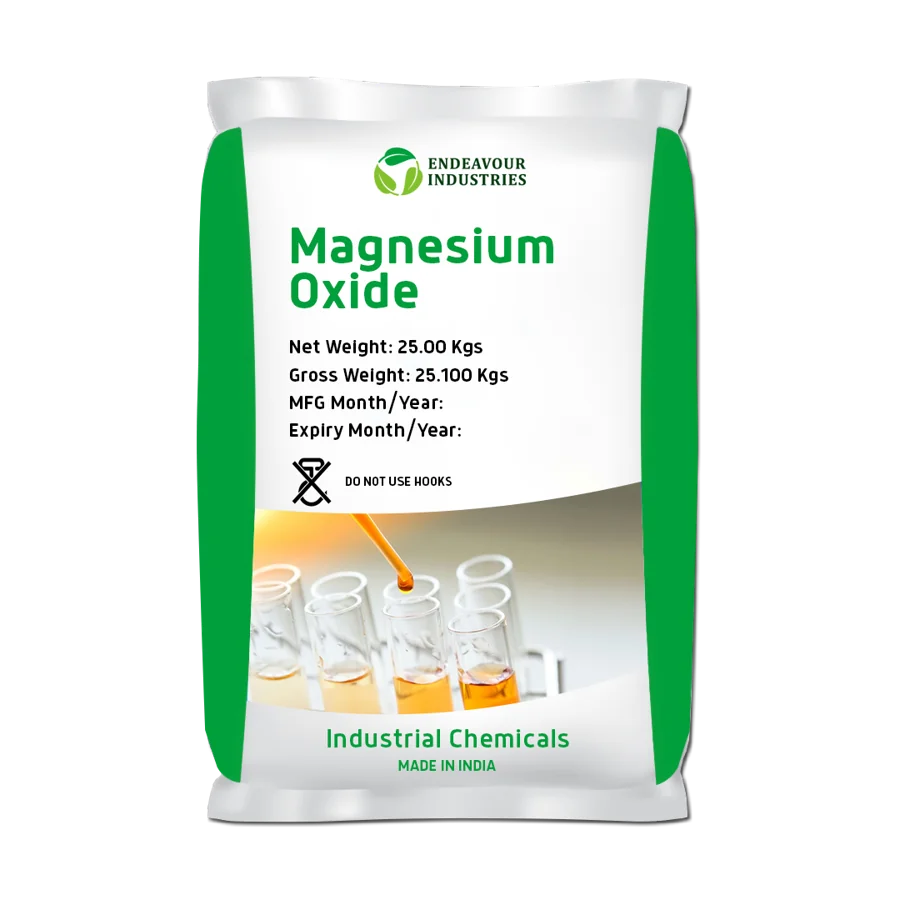 ENDEAVOUR
INDUSTRIES
Magnesium
Oxide
Net Weight: 25.00 Kgs
Gross Weight: 25.100 Kgs
MFG Month/Year:
Expiry Month/Year:
DO NOT USE HOOKS
Industrial Chemicals
MADE IN INDIA